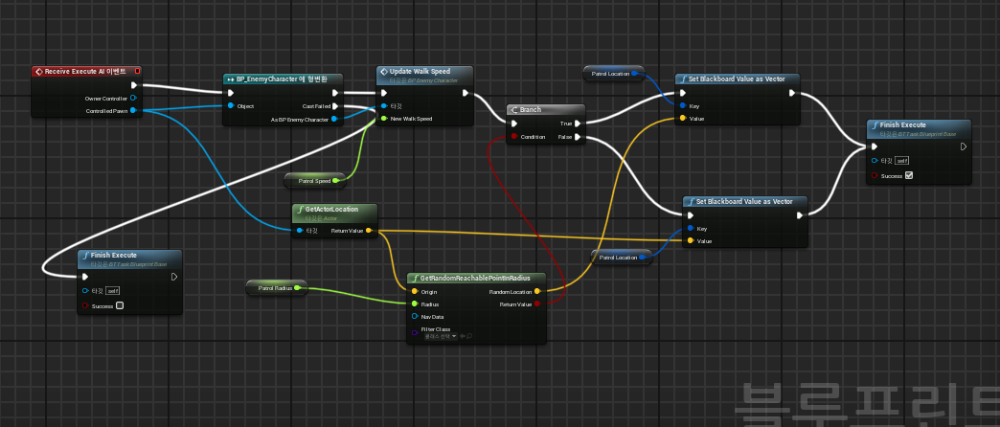 Receive Execute AI 이벤트
Owner Controller
Controlled Pawn
BP_EnemyCharacter 에 형변환
Object
Cast Failed
As BP Enemy Character
Update Walk Speed
타깃은 BP Enemy Character
타깃
New Walk Speed
Patrol Speed
Branch
Condition
True
False
Patrol Location
Set Blackboard Value as Vector
Key
Value
Finish Execute
타깃은 BTTask Blueprint Base
타깃 self
Success
Set Blackboard Value as Vector
Key
Value
Patrol Location
GetActorLocation
타깃은 Actor
타깃
Return Value
Finish Execute
타깃은 BTTask Blueprint Base
타깃 self
Success
Patrol Radius
GetRandomReachablePointInRadius
Origin
Radius
Nav Data
Filter Class
클래스 선택
Random Location
Return Value
블루프린트